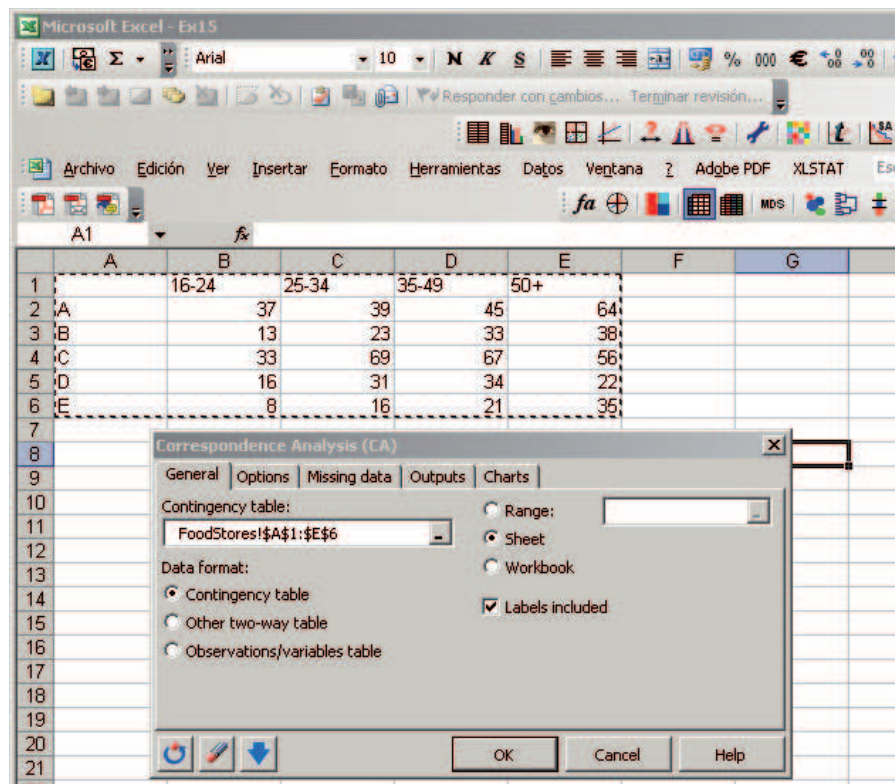 Microsoft Excel - Ex15
Σ Arial 10 N K S % 000 €
Responder con cambios... Terminar revisión...
Archivo Edición Ver Insertar Formato Herramientas Datos Ventana ? Adobe PDF XLSTAT
fa MDS
A1 fx
A B C D E F G
1 16-24 25-34 35-49 50+
2 A 37 39 45 64
3 B 13 23 33 38
4 C 33 69 67 56
5 D 16 31 34 22
6 E 8 16 21 35
7
8
9
10
11
12
13
14
15
16
17
18
19
20
21
Correspondence Analysis (CA)
General Options Missing data Outputs Charts
Contingency table:
FoodStores!$A$1:$E$6
Data format:
Contingency table
Other two-way table
Observations/variables table
Range:
Sheet
Workbook
Labels included
OK Cancel Help